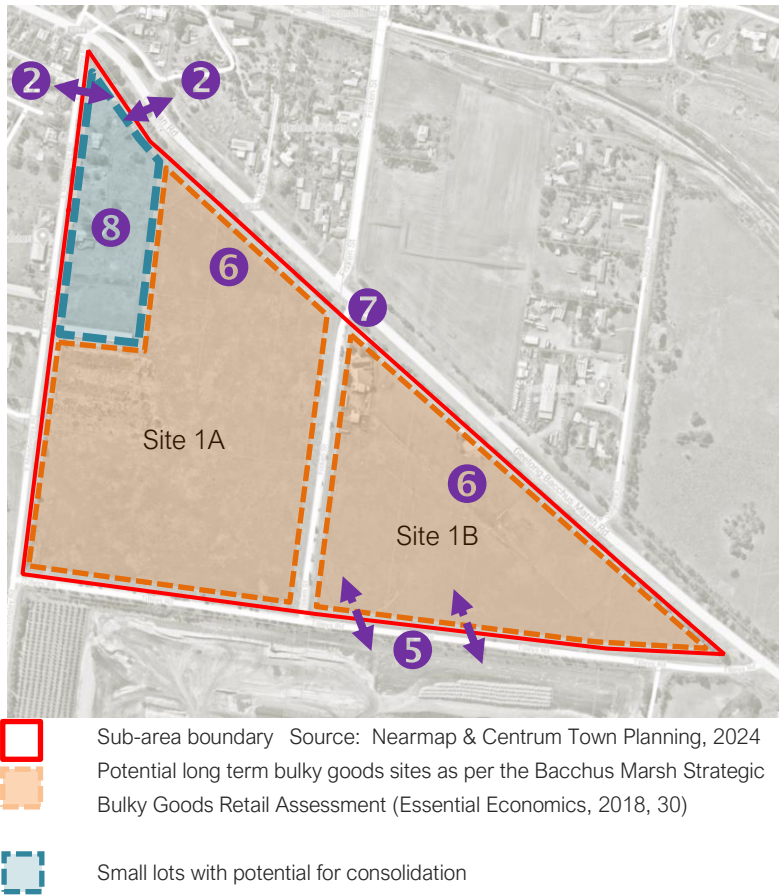 2
2
8
6
7
Site 1A
6
Site 1B
5
Sub-area boundary Source: Nearmap & Centrum Town Planning, 2024
Potential long term bulky goods sites as per the Bacchus Marsh Strategic
Bulky Goods Retail Assessment (Essential Economics, 2018, 30)
Small lots with potential for consolidation